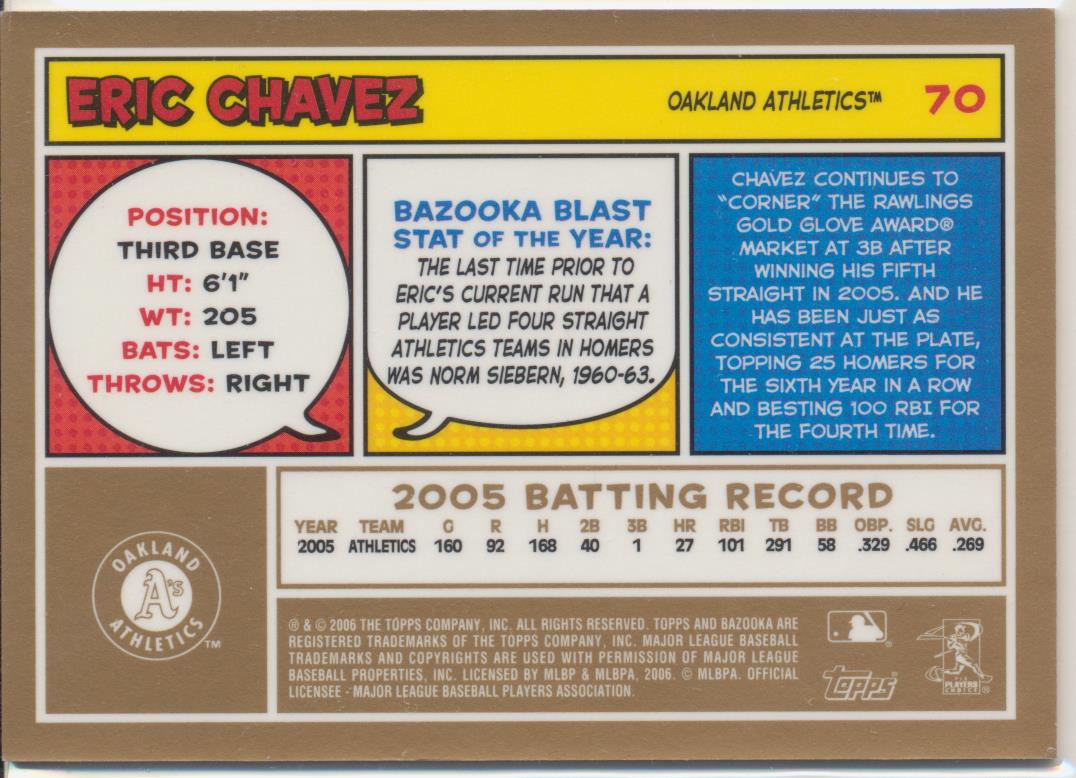 ERIC CHAVEZ OAKLAND ATHLETICS™ 70
POSITION:
THIRD BASE
HT: 6'1"
WT: 205
BATS: LEFT
THROWS: RIGHT
BAZOOKA BLAST
STAT OF THE YEAR:
THE LAST TIME PRIOR TO
ERIC'S CURRENT RUN THAT A
PLAYER LED FOUR STRAIGHT
ATHLETICS TEAMS IN HOMERS
WAS NORM SIEBERN, 1960-63.
CHAVEZ CONTINUES TO
"CORNER" THE RAWLINGS
GOLD GLOVE AWARD®
MARKET AT 3B AFTER
WINNING HIS FIFTH
STRAIGHT IN 2005. AND HE
HAS BEEN JUST AS
CONSISTENT AT THE PLATE,
TOPPING 25 HOMERS FOR
THE SIXTH YEAR IN A ROW
AND BESTING 100 RBI FOR
THE FOURTH TIME.
2005 BATTING RECORD
YEAR TEAM G R H 2B 3B HR RBI TB BB OBP. SLG AVG.
2005 ATHLETICS 160 92 168 40 1 27 101 291 58 .329 .466 .269
OAKLAND
A's
ATHLETICS™
® & © 2006 THE TOPPS COMPANY, INC. ALL RIGHTS RESERVED. TOPPS AND BAZOOKA ARE
REGISTERED TRADEMARKS OF THE TOPPS COMPANY, INC. MAJOR LEAGUE BASEBALL
TRADEMARKS AND COPYRIGHTS ARE USED WITH PERMISSION OF MAJOR LEAGUE
BASEBALL PROPERTIES, INC. LICENSED BY MLBP & MLBPA, 2006. © MLBPA. OFFICIAL
LICENSEE - MAJOR LEAGUE BASEBALL PLAYERS ASSOCIATION.
Topps®
PLAYERS
CHOICE ®